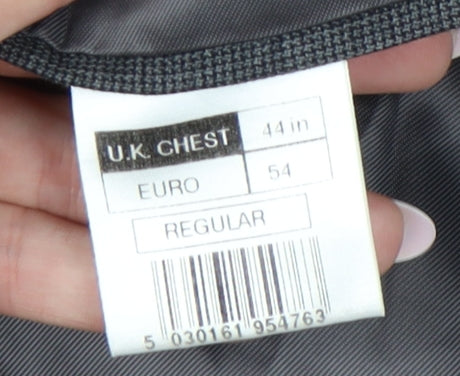 U.K. CHEST 44 in
EURO 54
REGULAR
5 030161 954763